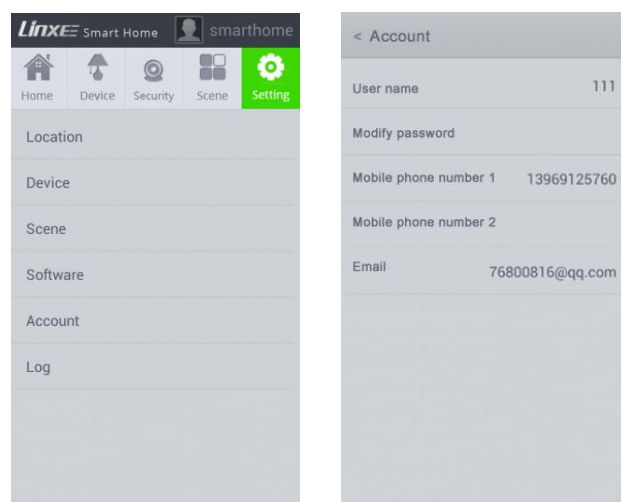 LinxE Smart Home smarthome
Home Device Security Scene Setting
Location
Device
Scene
Software
Account
Log
< Account
User name 111
Modify password
Mobile phone number 1 13969125760
Mobile phone number 2
Email 76800816@qq.com